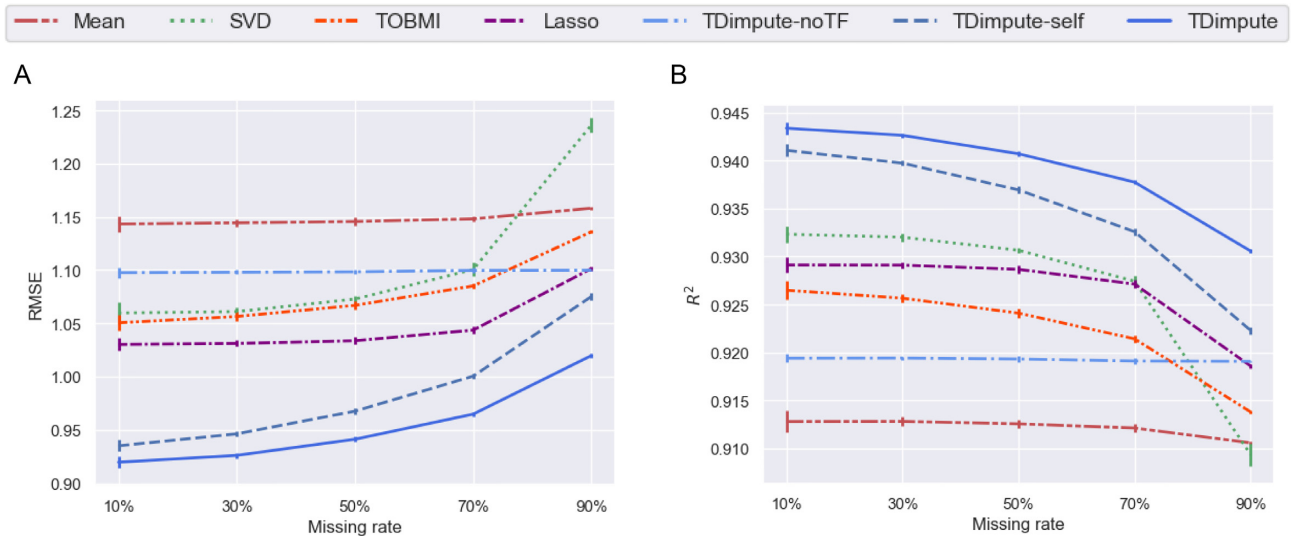 Mean SVD TOBMI Lasso TDimpute-noTF TDimpute-self TDimpute
A
RMSE
1.25
1.20
1.15
1.10
1.05
1.00
0.95
0.90
10% 30% 50% 70% 90%
Missing rate
B
R²
0.945
0.940
0.935
0.930
0.925
0.920
0.915
0.910
10% 30% 50% 70% 90%
Missing rate